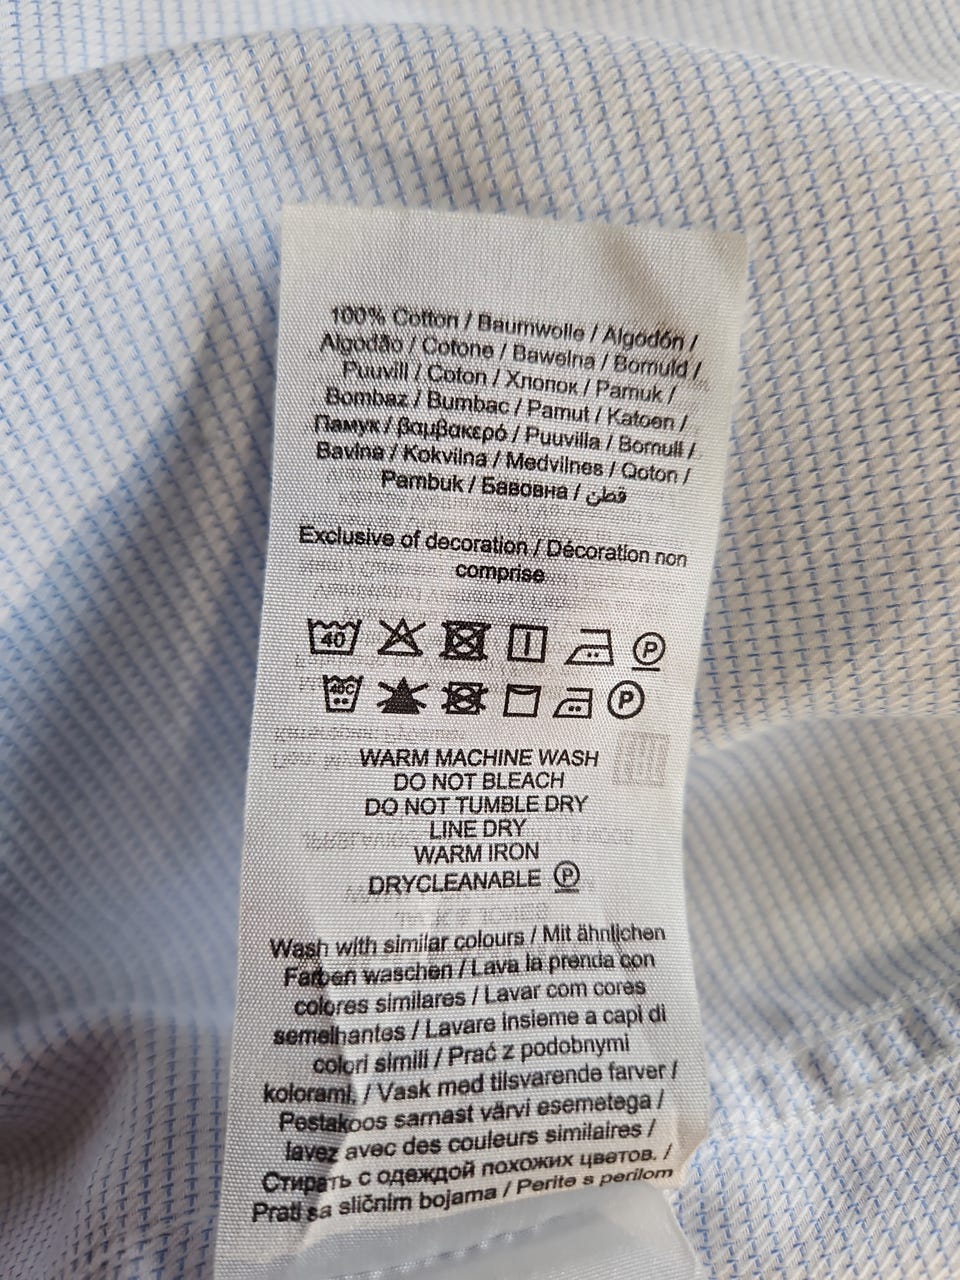 100% Cotton / Baumwolle / Algodón /
Algodão / Cotone / Bawełna / Bomuld /
Puuvill / Coton / Хлопок / Pamuk /
Bombaž / Bumbac / Pamut / Katoen /
Памук / βαμβακερό / Puuvilla / Bomull /
Bavlna / Kokvilna / Medvilnes / Qoton /
Pambuk / Бавовна / قطن
Exclusive of decoration / Décoration non
comprise
40 P
40C P
WARM MACHINE WASH
DO NOT BLEACH
DO NOT TUMBLE DRY
LINE DRY
WARM IRON
DRYCLEANABLE P
Wash with similar colours / Mit ähnlichen
Farben waschen / Lava la prenda con
colores similares / Lavar com cores
semelhantes / Lavare insieme a capi di
colori simili / Prać z podobnymi
kolorami. / Vask med tilsvarende farver /
Pestakoos samast värvi esemetega /
lavez avec des couleurs similaires /
Стирать с одеждой похожих цветов. /
Prati sa sličnim bojama / Perite s perilom